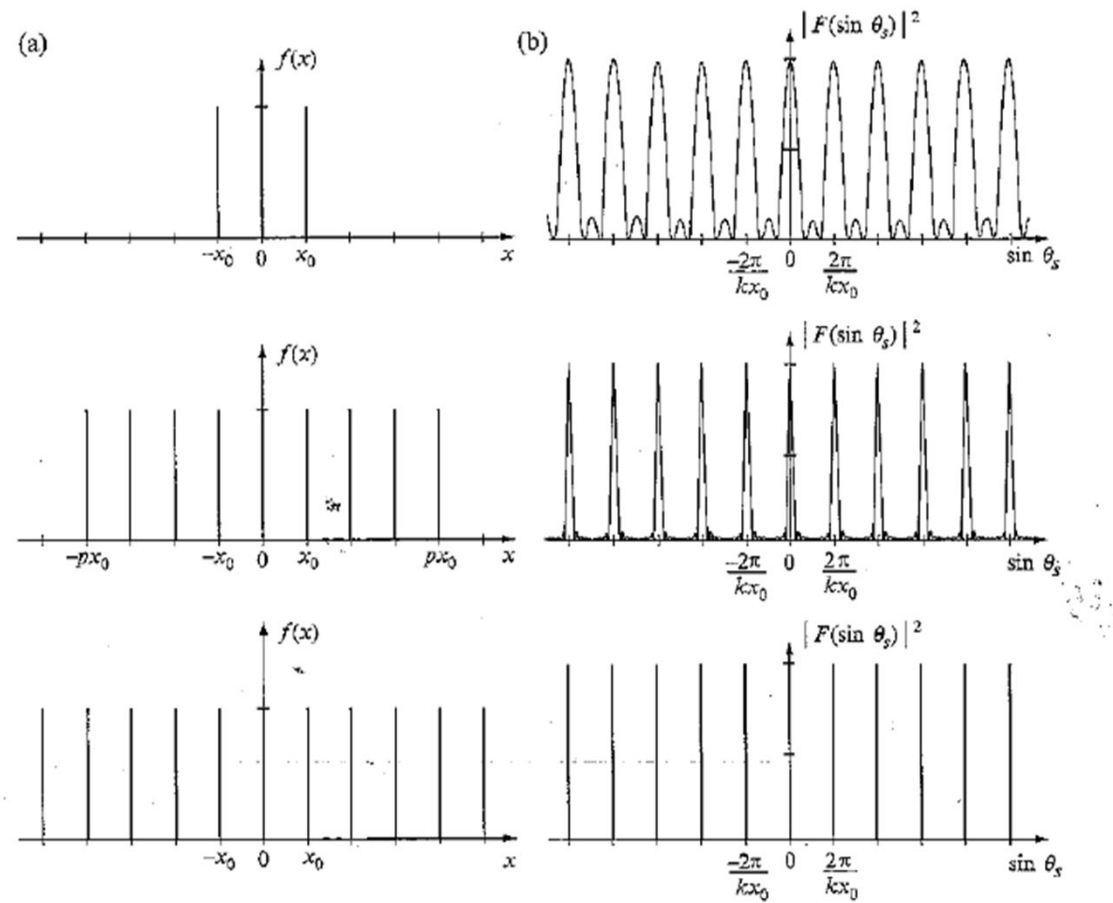 (a)
f(x)
−x₀ 0 x₀ x
(b)
| F(sin θₛ) |²
−2π/kx₀ 0 2π/kx₀ sin θₛ
f(x)
−px₀ −x₀ 0 x₀ px₀ x
| F(sin θₛ) |²
−2π/kx₀ 0 2π/kx₀ sin θₛ
f(x)
−x₀ 0 x₀ x
| F(sin θₛ) |²
−2π/kx₀ 0 2π/kx₀ sin θₛ